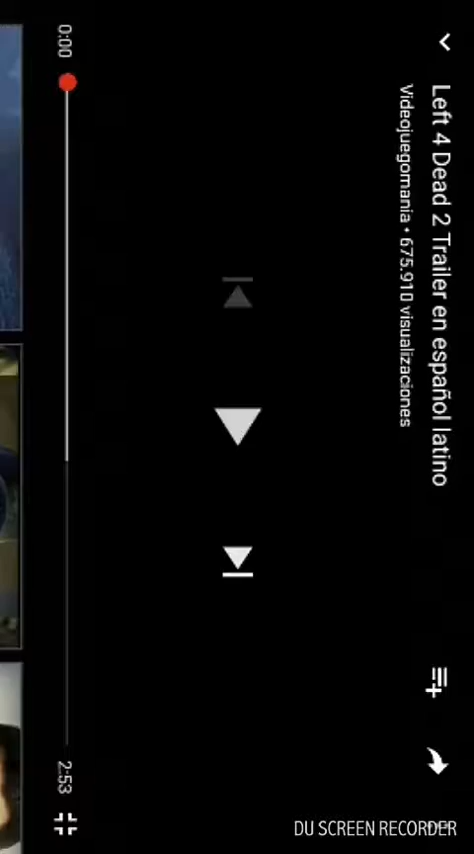 Left 4 Dead 2 Trailer en español latino
Videojuegomania • 675.910 visualizaciones
0:00
2:53
DU SCREEN RECORDER